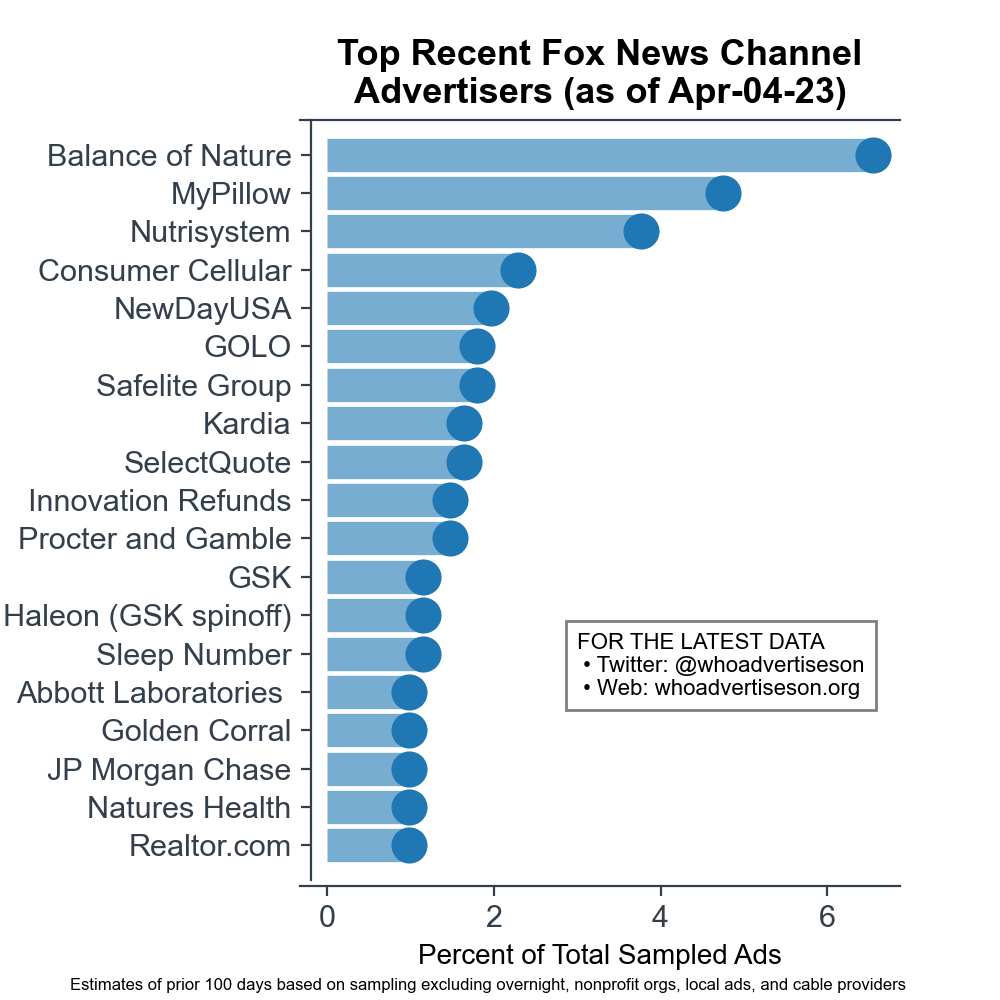 Top Recent Fox News Channel
Advertisers (as of Apr-04-23)
Balance of Nature
MyPillow
Nutrisystem
Consumer Cellular
NewDayUSA
GOLO
Safelite Group
Kardia
SelectQuote
Innovation Refunds
Procter and Gamble
GSK
Haleon (GSK spinoff)
Sleep Number
Abbott Laboratories
Golden Corral
JP Morgan Chase
Natures Health
Realtor.com
FOR THE LATEST DATA
• Twitter: @whoadvertiseson
• Web: whoadvertiseson.org
0 2 4 6
Percent of Total Sampled Ads
Estimates of prior 100 days based on sampling excluding overnight, nonprofit orgs, local ads, and cable providers